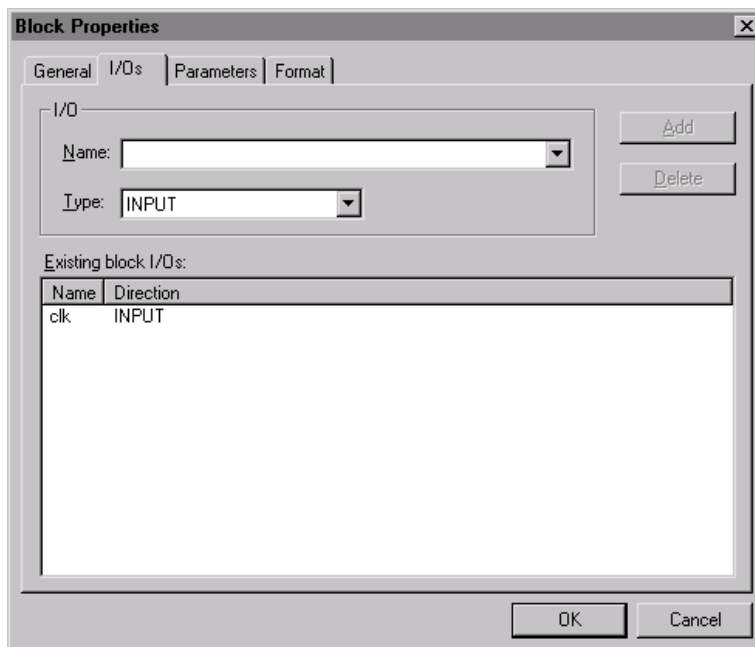 Block Properties
General I/Os Parameters Format
I/O
Name:
Add
Type: INPUT
Delete
Existing block I/Os:
Name Direction
clk INPUT
OK Cancel